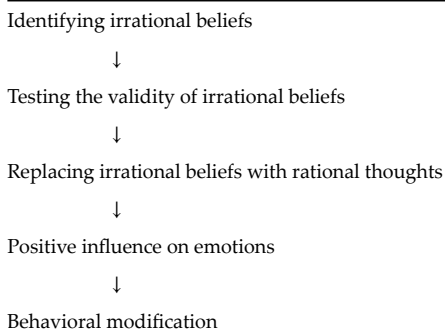 Identifying irrational beliefs
↓
Testing the validity of irrational beliefs
↓
Replacing irrational beliefs with rational thoughts
↓
Positive influence on emotions
↓
Behavioral modification